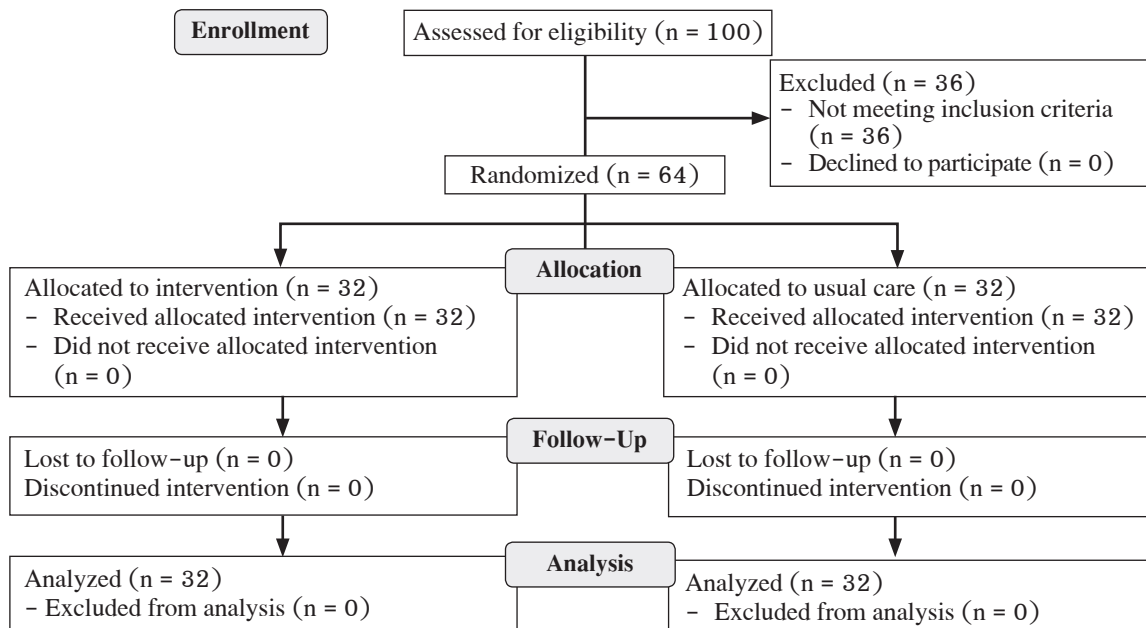 Enrollment
Assessed for eligibility (n = 100)
Excluded (n = 36)
− Not meeting inclusion criteria
(n = 36)
− Declined to participate (n = 0)
Randomized (n = 64)
Allocation
Allocated to intervention (n = 32)
− Received allocated intervention (n = 32)
− Did not receive allocated intervention
(n = 0)
Allocated to usual care (n = 32)
− Received allocated intervention (n = 32)
− Did not receive allocated intervention
(n = 0)
Follow−Up
Lost to follow−up (n = 0)
Discontinued intervention (n = 0)
Lost to follow−up (n = 0)
Discontinued intervention (n = 0)
Analysis
Analyzed (n = 32)
− Excluded from analysis (n = 0)
Analyzed (n = 32)
− Excluded from analysis (n = 0)